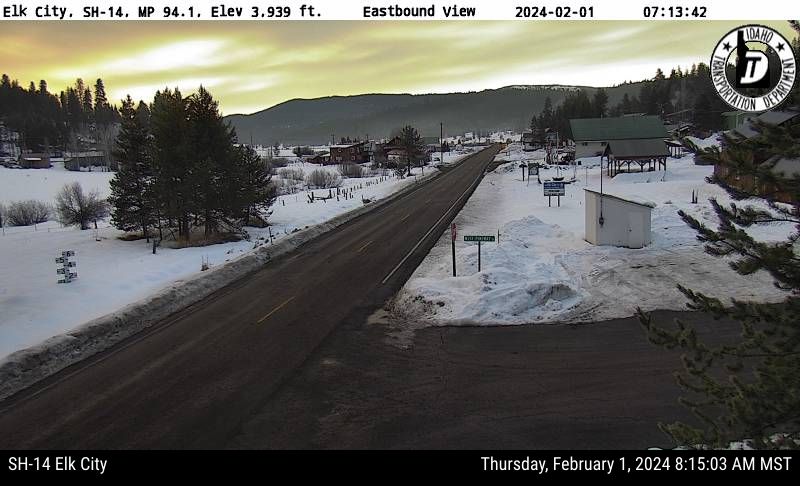 Elk City, SH-14, MP 94.1, Elev 3,939 ft. Eastbound View 2024-02-01 07:13:42
IDAHO
TRANSPORTATION DEPARTMENT
SH-14 Elk City Thursday, February 1, 2024 8:15:03 AM MST